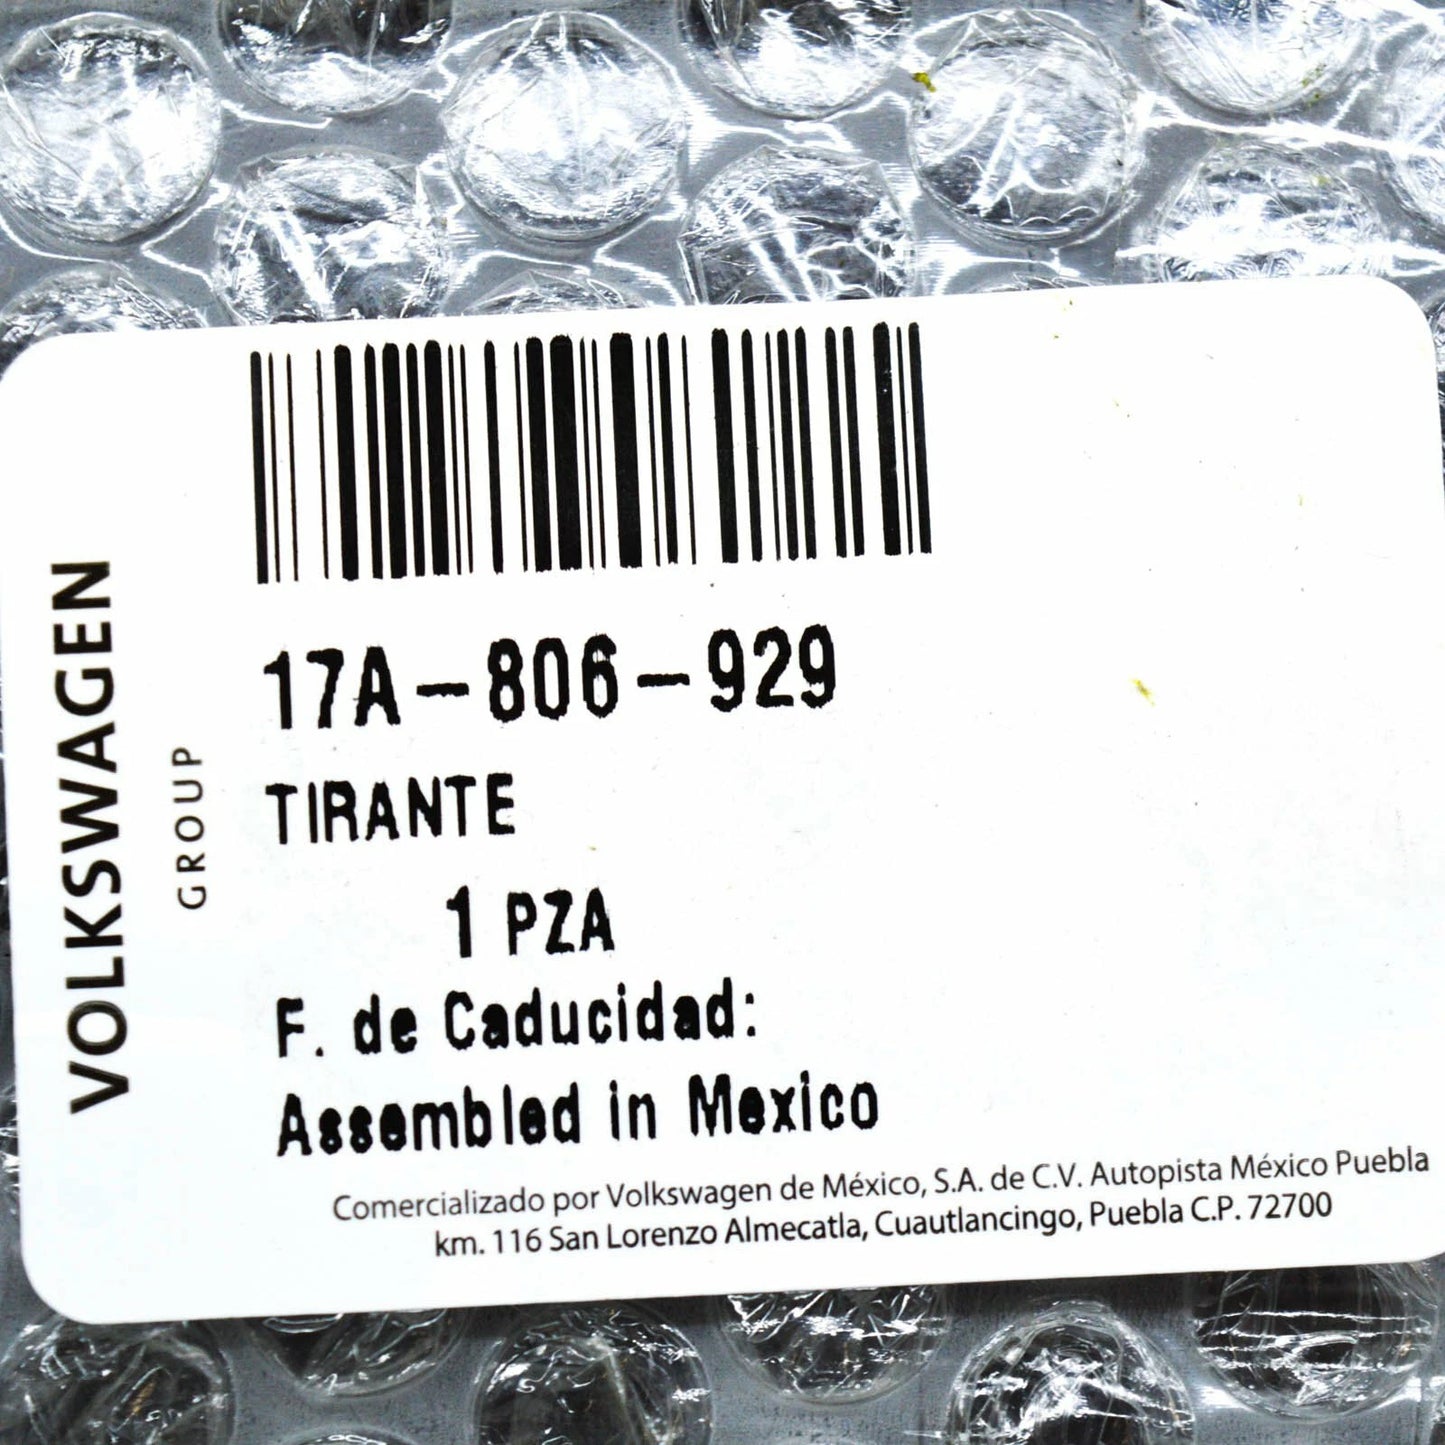 VOLKSWAGEN
GROUP
17A-806-929
TIRANTE
1 PZA
F. de Caducidad:
Assembled in Mexico
Comercializado por Volkswagen de México, S.A. de C.V. Autopista México Puebla
km. 116 San Lorenzo Almecatla, Cuautlancingo, Puebla C.P. 72700